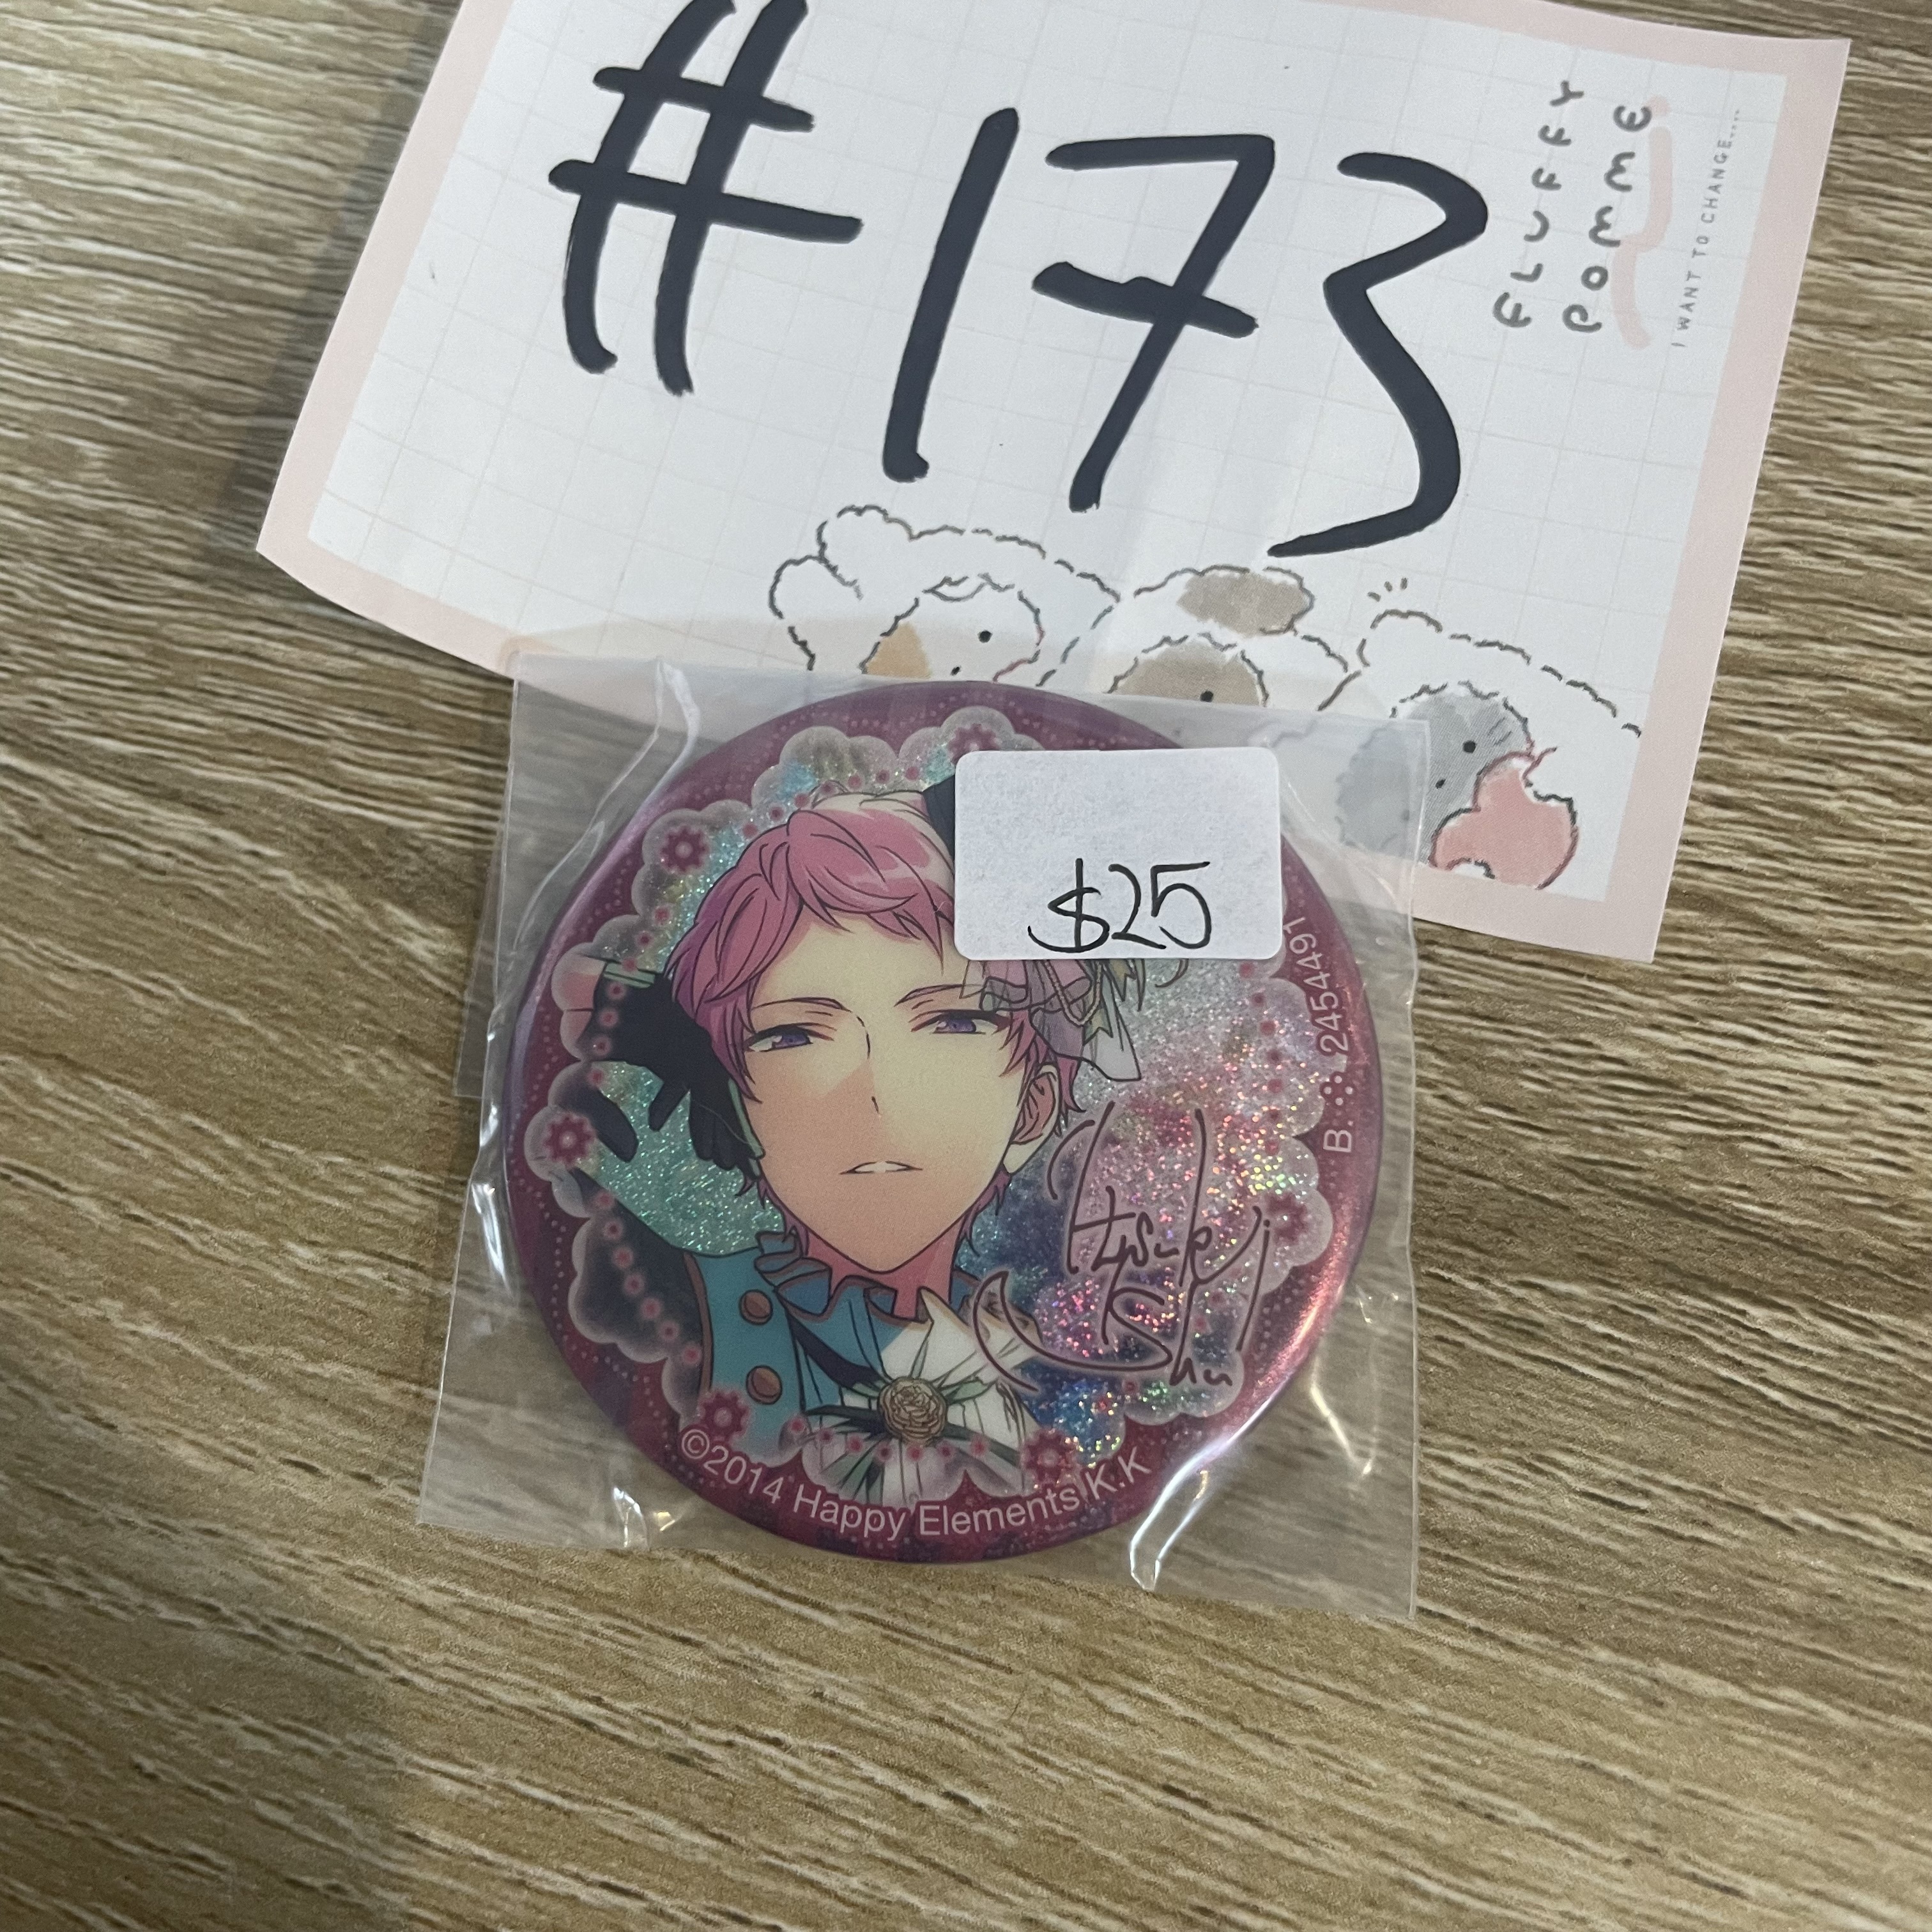 #173
FLUFFY
POMME
I WANT TO CHANGE....
$25
B. 2454491
Itsuki
Shu
©2014 Happy Elements K.K